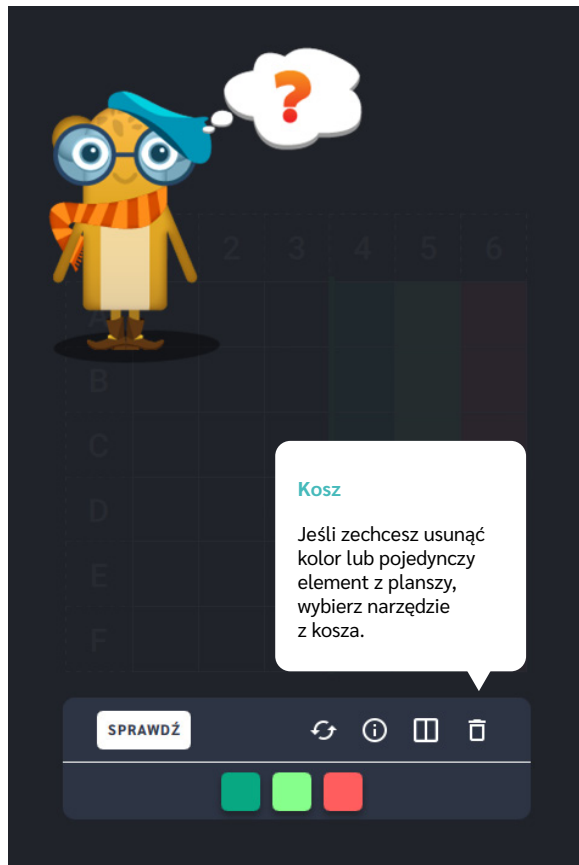 ?
2 3 4 5 6
A
B
C
D
E
F
Kosz
Jeśli zechcesz usunąć
kolor lub pojedynczy
element z planszy,
wybierz narzędzie
z kosza.
SPRAWDŹ